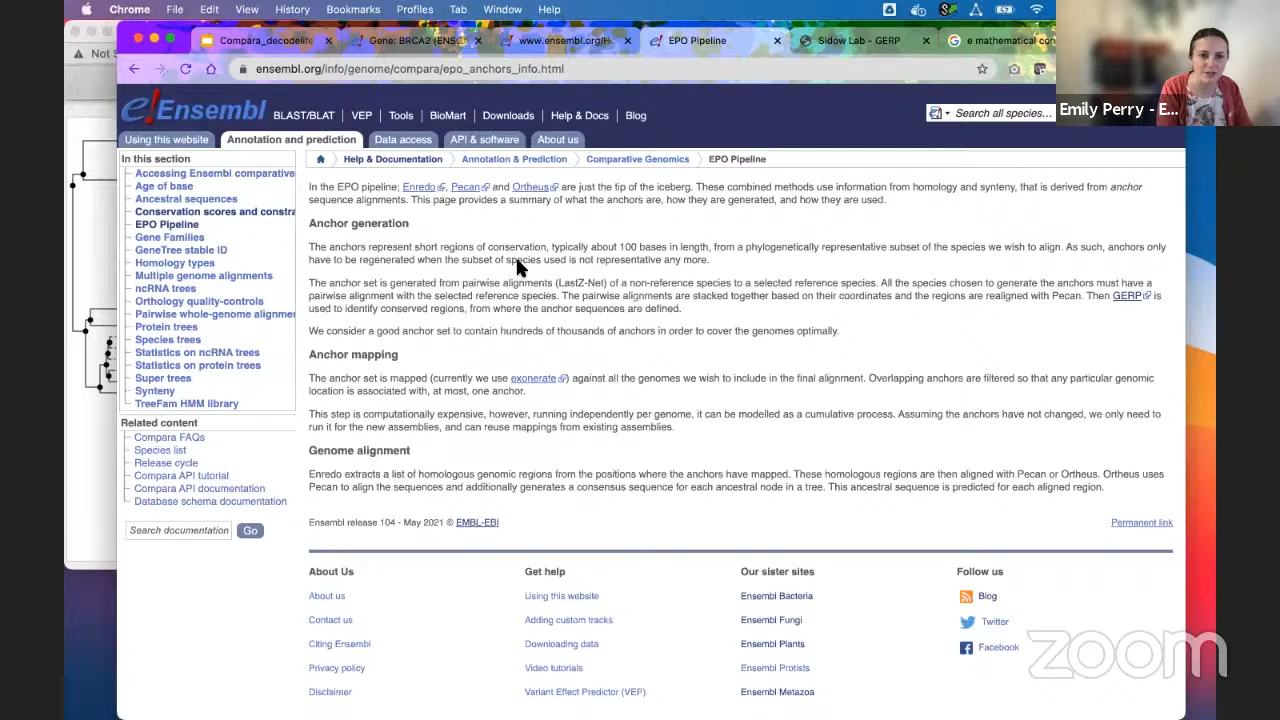 Chrome File Edit View History Bookmarks Profiles Tab Window Help
Compara_decodelife
Gene: BRCA2 (ENSC
www.ensembl.org/H
EPO Pipeline
Sidow Lab - GERP
e mathematical con
Not S
ensembl.org/info/genome/compara/epo_anchors_info.html
Emily Perry - E...
e!Ensembl
BLAST/BLAT | VEP | Tools | BioMart | Downloads | Help & Docs | Blog
Search all species...
Using this website
Annotation and prediction
Data access
API & software
About us
In this section
Accessing Ensembl comparative
Age of base
Ancestral sequences
Conservation scores and constra
EPO Pipeline
Gene Families
GeneTree stable ID
Homology types
Multiple genome alignments
ncRNA trees
Orthology quality-controls
Pairwise whole-genome alignmen
Protein trees
Species trees
Statistics on ncRNA trees
Statistics on protein trees
Super trees
Synteny
TreeFam HMM library
Related content
Compara FAQs
Species list
Release cycle
Compara API tutorial
Compara API documentation
Database schema documentation
Search documentation
Go
Help & Documentation
Annotation & Prediction
Comparative Genomics
EPO Pipeline
In the EPO pipeline; Enredo, Pecan and Ortheus are just the tip of the iceberg. These combined methods use information from homology and synteny, that is derived from anchor
sequence alignments. This page provides a summary of what the anchors are, how they are generated, and how they are used.
Anchor generation
The anchors represent short regions of conservation, typically about 100 bases in length, from a phylogenetically representative subset of the species we wish to align. As such, anchors only
have to be regenerated when the subset of species used is not representative any more.
The anchor set is generated from pairwise alignments (LastZ-Net) of a non-reference species to a selected reference species. All the species chosen to generate the anchors must have a
pairwise alignment with the selected reference species. The pairwise alignments are stacked together based on their coordinates and the regions are realigned with Pecan. Then GERP is
used to identify conserved regions, from where the anchor sequences are defined.
We consider a good anchor set to contain hundreds of thousands of anchors in order to cover the genomes optimally.
Anchor mapping
The anchor set is mapped (currently we use exonerate) against all the genomes we wish to include in the final alignment. Overlapping anchors are filtered so that any particular genomic
location is associated with, at most, one anchor.
This step is computationally expensive, however, running independently per genome, it can be modelled as a cumulative process. Assuming the anchors have not changed, we only need to
run it for the new assemblies, and can reuse mappings from existing assemblies.
Genome alignment
Enredo extracts a list of homologous genomic regions from the positions where the anchors have mapped. These homologous regions are then aligned with Pecan or Ortheus. Ortheus uses
Pecan to align the sequences and additionally generates a consensus sequence for each ancestral node in a tree. This ancestral sequence is predicted for each aligned region.
Ensembl release 104 - May 2021 © EMBL-EBI
Permanent link
About Us
About us
Contact us
Citing Ensembl
Privacy policy
Disclaimer
Get help
Using this website
Adding custom tracks
Downloading data
Video tutorials
Variant Effect Predictor (VEP)
Our sister sites
Ensembl Bacteria
Ensembl Fungi
Ensembl Plants
Ensembl Protists
Ensembl Metazoa
Follow us
Blog
Twitter
Facebook
zoom